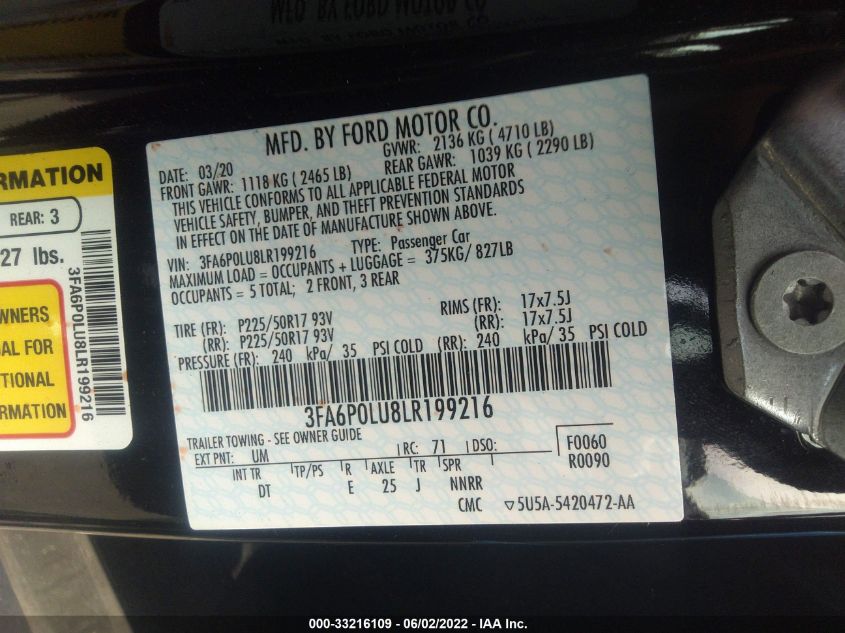 MFD. BY FORD MOTOR CO.
DATE: 03/20 GVWR: 2136 KG ( 4710 LB)
FRONT GAWR: 1118 KG ( 2465 LB) REAR GAWR: 1039 KG ( 2290 LB)
THIS VEHICLE CONFORMS TO ALL APPLICABLE FEDERAL MOTOR
VEHICLE SAFETY, BUMPER, AND THEFT PREVENTION STANDARDS
IN EFFECT ON THE DATE OF MANUFACTURE SHOWN ABOVE.
VIN: 3FA6P0LU8LR199216 TYPE: Passenger Car
MAXIMUM LOAD = OCCUPANTS + LUGGAGE = 375KG/ 827LB
OCCUPANTS = 5 TOTAL; 2 FRONT, 3 REAR
TIRE (FR): P225/50R17 93V RIMS (FR): 17x7.5J
(RR): P225/50R17 93V (RR): 17x7.5J
PRESSURE (FR): 240 kPa/ 35 PSI COLD (RR): 240 kPa/ 35 PSI COLD
3FA6P0LU8LR199216
TRAILER TOWING - SEE OWNER GUIDE
EXT PNT: UM RC: 71 DSO: F0060
R0090
INT TR TP/PS R AXLE TR SPR
DT E 25 J NNRR
CMC ▽5U5A-5420472-AA
RMATION
REAR: 3
27 lbs.
WNERS
AL FOR
TIONAL
3FA6P0LU8LR199216
000-33216109 - 06/02/2022 - IAA Inc.